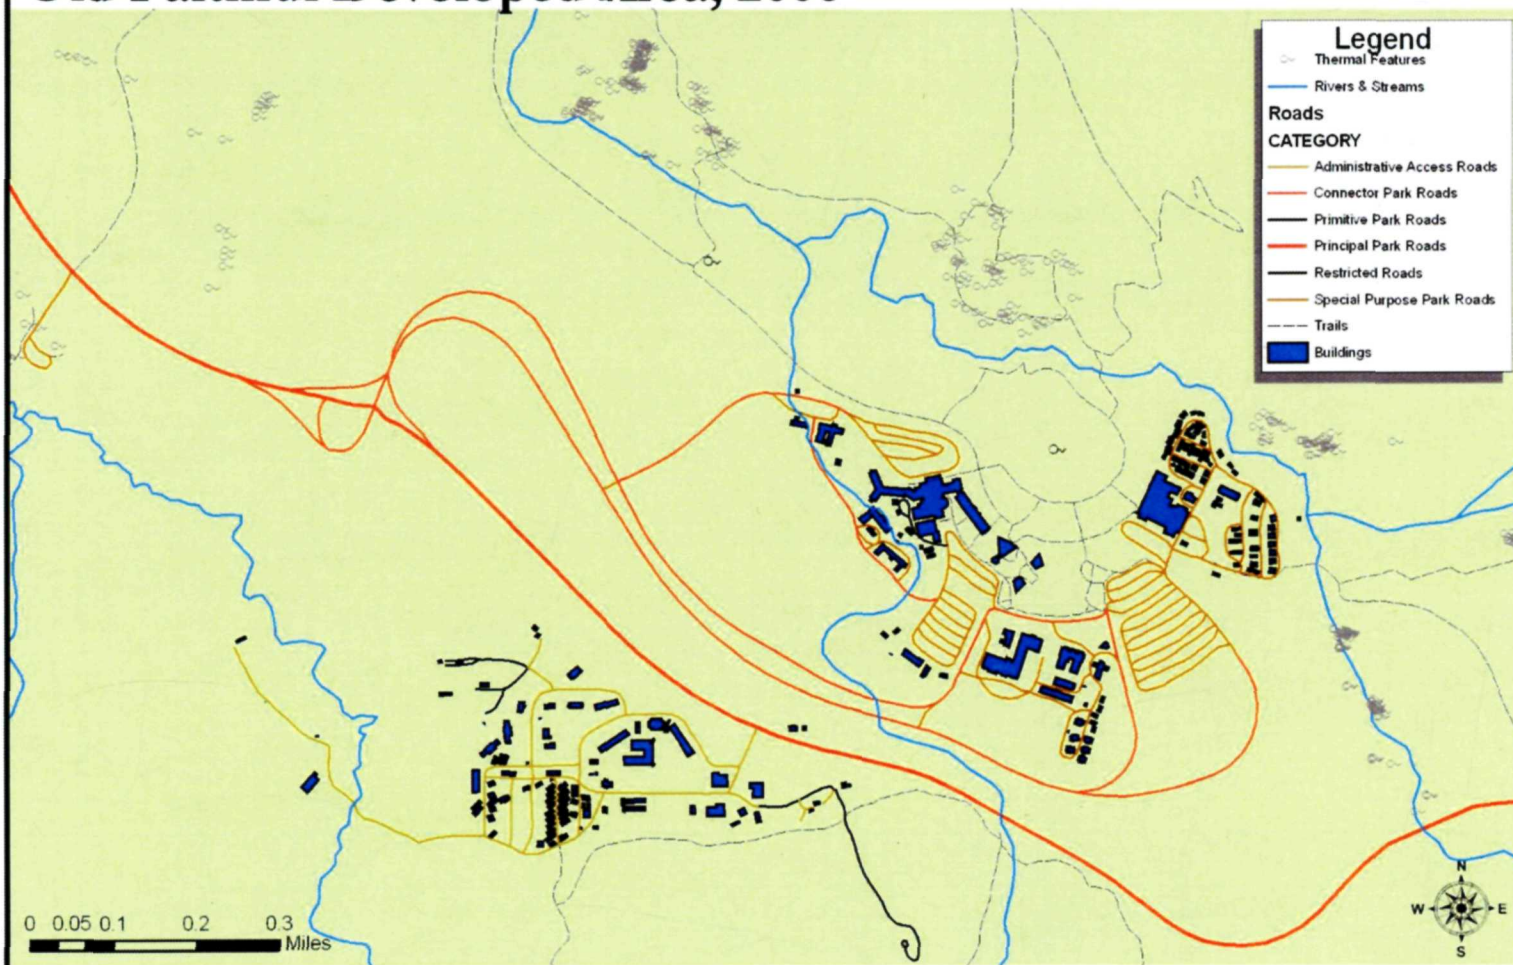 Legend
Thermal Features
Rivers & Streams
Roads
CATEGORY
Administrative Access Roads
Connector Park Roads
Primitive Park Roads
Principal Park Roads
Restricted Roads
Special Purpose Park Roads
Trails
Buildings
0 0.05 0.1 0.2 0.3
Miles
N
W E
S